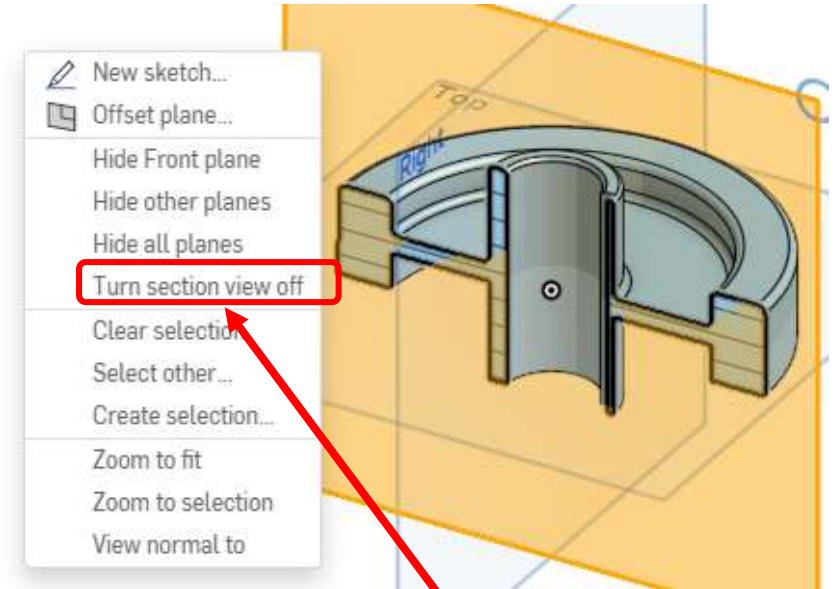 New sketch...
Offset plane...
Hide Front plane
Hide other planes
Hide all planes
Turn section view off
Clear selection
Select other...
Create selection...
Zoom to fit
Zoom to selection
View normal to
Top
Right